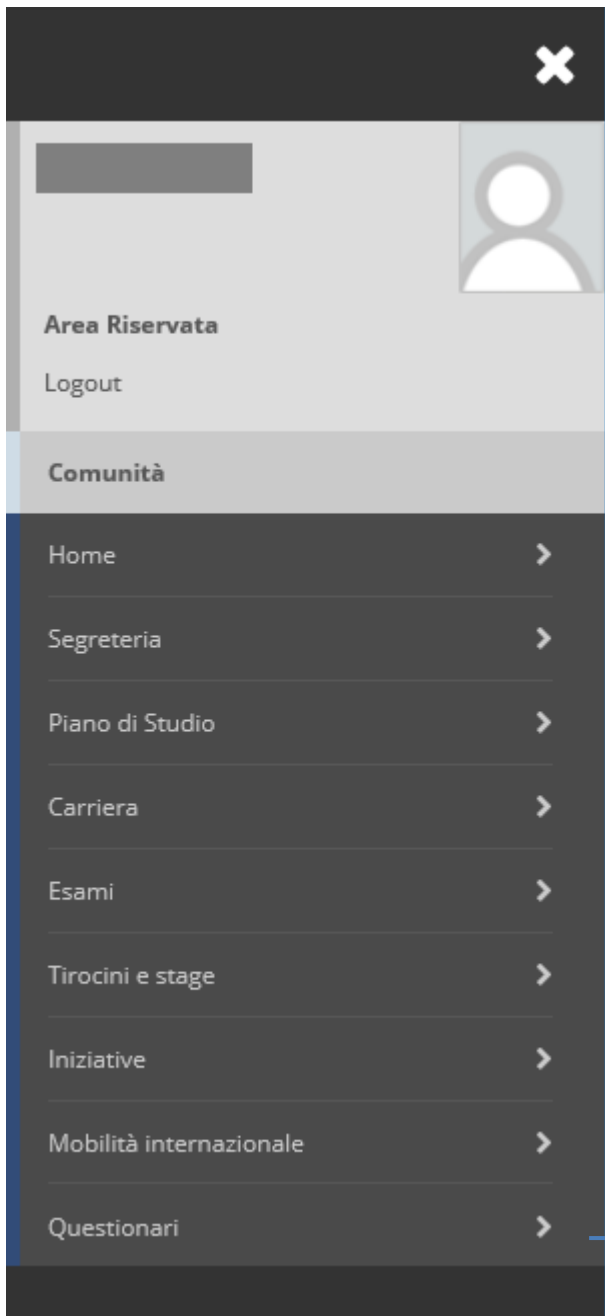 Area Riservata
Logout
Comunità
Home
Segreteria
Piano di Studio
Carriera
Esami
Tirocini e stage
Iniziative
Mobilità internazionale
Questionari